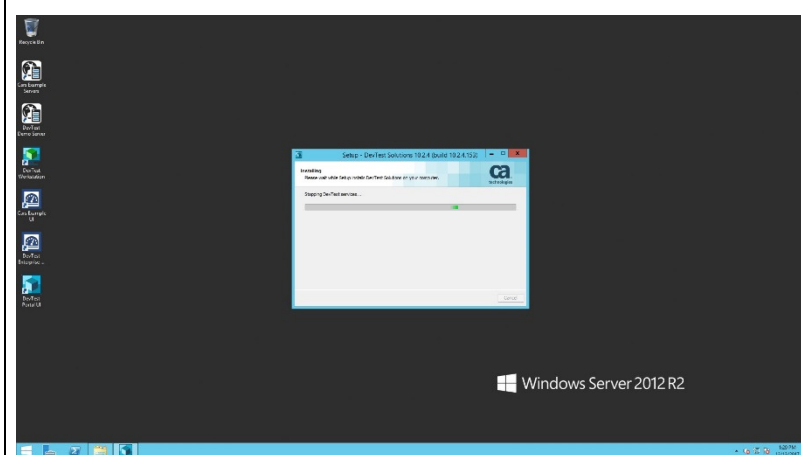 Recycle Bin
Cars Example
Servers
DevTest
Demo Server
DevTest
Workstation
Cars Example
UI
DevTest
Enterprise ...
DevTest
Portal UI
Setup - DevTest Solutions 10.2.4 (build 10.2.4.152)
Installing
Please wait while Setup installs DevTest Solutions on your computer.
ca
technologies
Stopping DevTest services ...
Cancel
Windows Server 2012 R2